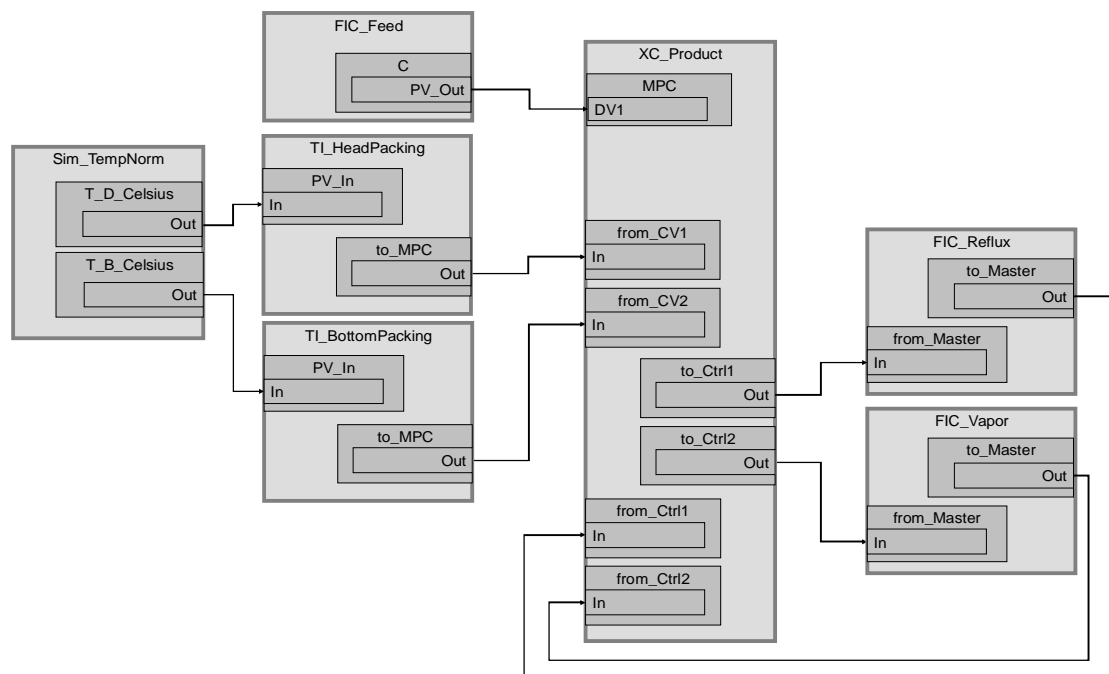 FIC_Feed
C
PV_Out
Sim_TempNorm
T_D_Celsius
Out
T_B_Celsius
Out
TI_HeadPacking
PV_In
In
to_MPC
Out
TI_BottomPacking
PV_In
In
to_MPC
Out
XC_Product
MPC
DV1
from_CV1
In
from_CV2
In
to_Ctrl1
Out
to_Ctrl2
Out
from_Ctrl1
In
from_Ctrl2
In
FIC_Reflux
to_Master
Out
from_Master
In
FIC_Vapor
to_Master
Out
from_Master
In